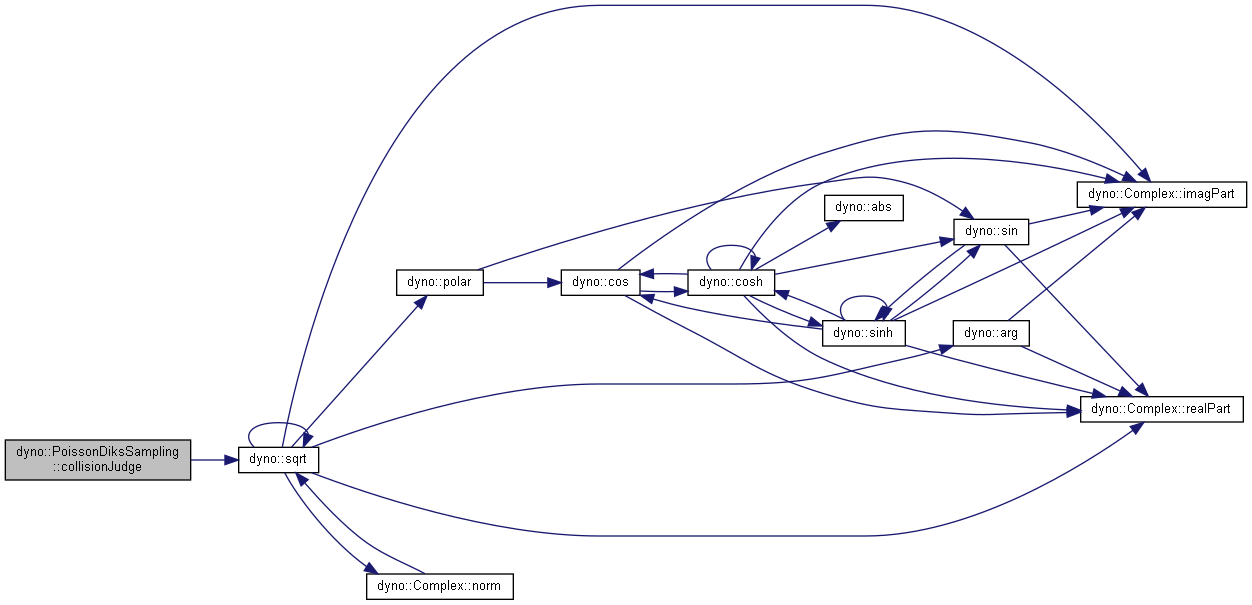 dyno::PoissonDiksSampling
::collisionJudge
dyno::sqrt
dyno::polar
dyno::Complex::norm
dyno::cos
dyno::cosh
dyno::abs
dyno::sinh
dyno::sin
dyno::arg
dyno::Complex::imagPart
dyno::Complex::realPart